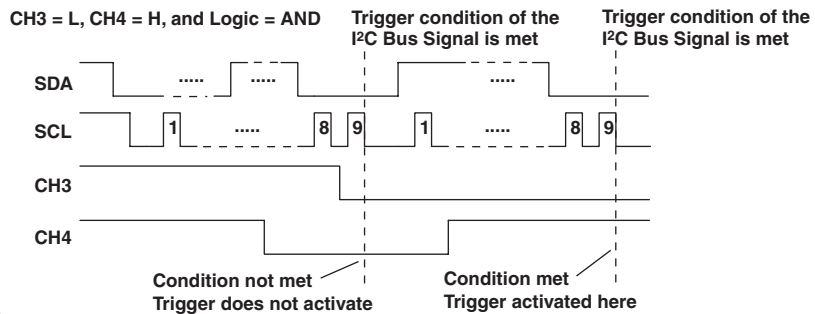 CH3 = L, CH4 = H, and Logic = AND
Trigger condition of the
I²C Bus Signal is met
Trigger condition of the
I²C Bus Signal is met
SDA
.....
.....
.....
SCL
1
.....
8
9
1
.....
8
9
CH3
CH4
Condition not met
Trigger does not activate
Condition met
Trigger activated here